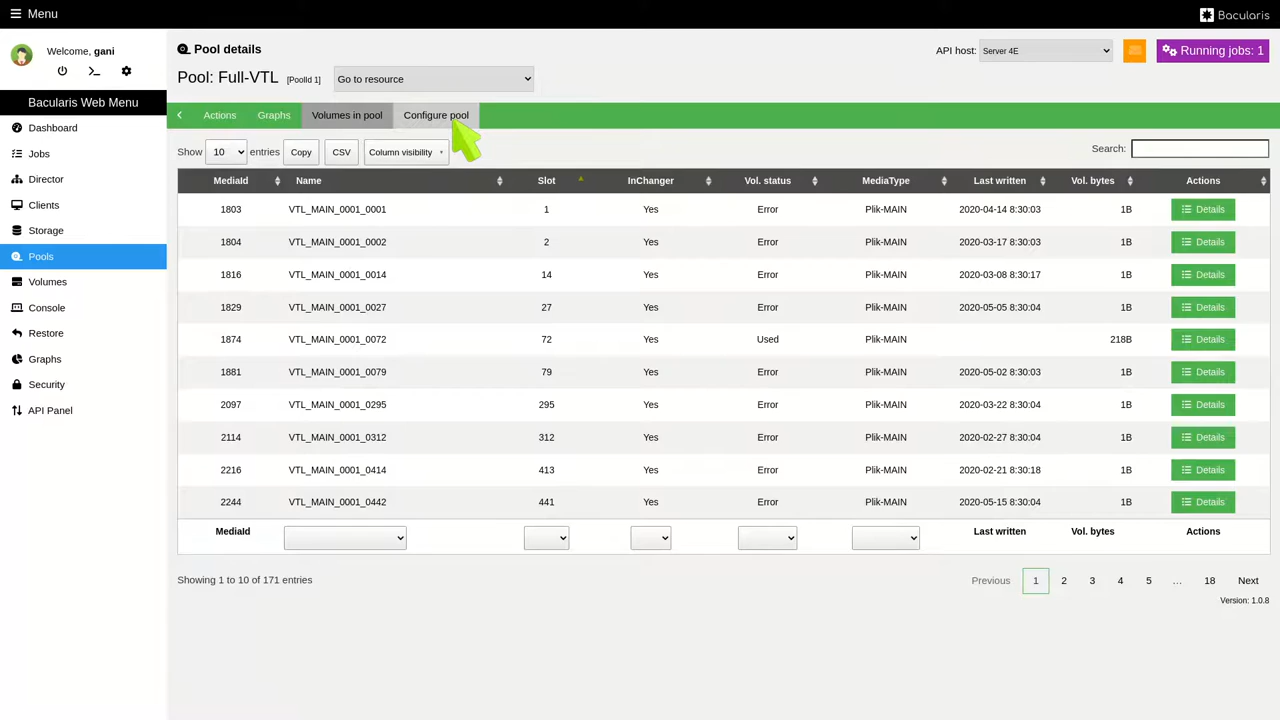 Menu
Bacularis
Welcome, gani
Bacularis Web Menu
Dashboard
Jobs
Director
Clients
Storage
Pools
Volumes
Console
Restore
Graphs
Security
API Panel
Pool details
API host: Server 4E
Running jobs: 1
Pool: Full-VTL [PoolId 1] Go to resource
Actions Graphs Volumes in pool Configure pool
Show 10 entries Copy CSV Column visibility Search:
MediaId Name Slot InChanger Vol. status MediaType Last written Vol. bytes Actions
1803 VTL_MAIN_0001_0001 1 Yes Error Plik-MAIN 2020-04-14 8:30:03 1B Details
1804 VTL_MAIN_0001_0002 2 Yes Error Plik-MAIN 2020-03-17 8:30:03 1B Details
1816 VTL_MAIN_0001_0014 14 Yes Error Plik-MAIN 2020-03-08 8:30:17 1B Details
1829 VTL_MAIN_0001_0027 27 Yes Error Plik-MAIN 2020-05-05 8:30:04 1B Details
1874 VTL_MAIN_0001_0072 72 Yes Used Plik-MAIN 218B Details
1881 VTL_MAIN_0001_0079 79 Yes Error Plik-MAIN 2020-05-02 8:30:03 1B Details
2097 VTL_MAIN_0001_0295 295 Yes Error Plik-MAIN 2020-03-22 8:30:04 1B Details
2114 VTL_MAIN_0001_0312 312 Yes Error Plik-MAIN 2020-02-27 8:30:04 1B Details
2216 VTL_MAIN_0001_0414 413 Yes Error Plik-MAIN 2020-02-21 8:30:18 1B Details
2244 VTL_MAIN_0001_0442 441 Yes Error Plik-MAIN 2020-05-15 8:30:04 1B Details
MediaId Last written Vol. bytes Actions
Showing 1 to 10 of 171 entries
Previous 1 2 3 4 5 … 18 Next
Version: 1.0.8